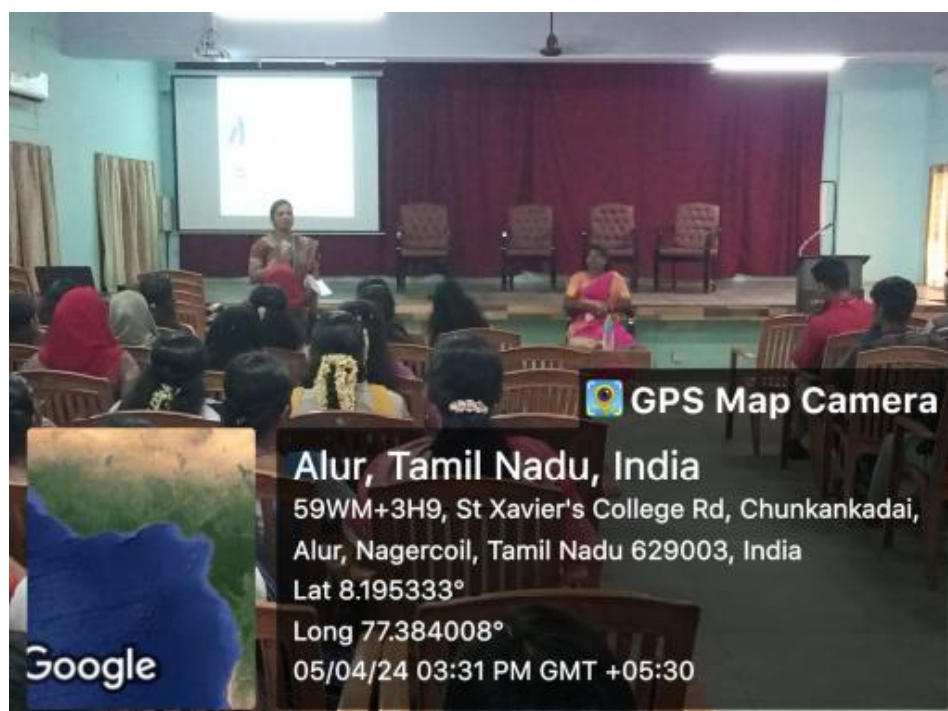 GPS Map Camera
Alur, Tamil Nadu, India
59WM+3H9, St Xavier's College Rd, Chunkankadai,
Alur, Nagercoil, Tamil Nadu 629003, India
Lat 8.195333°
Long 77.384008°
05/04/24 03:31 PM GMT +05:30
Google